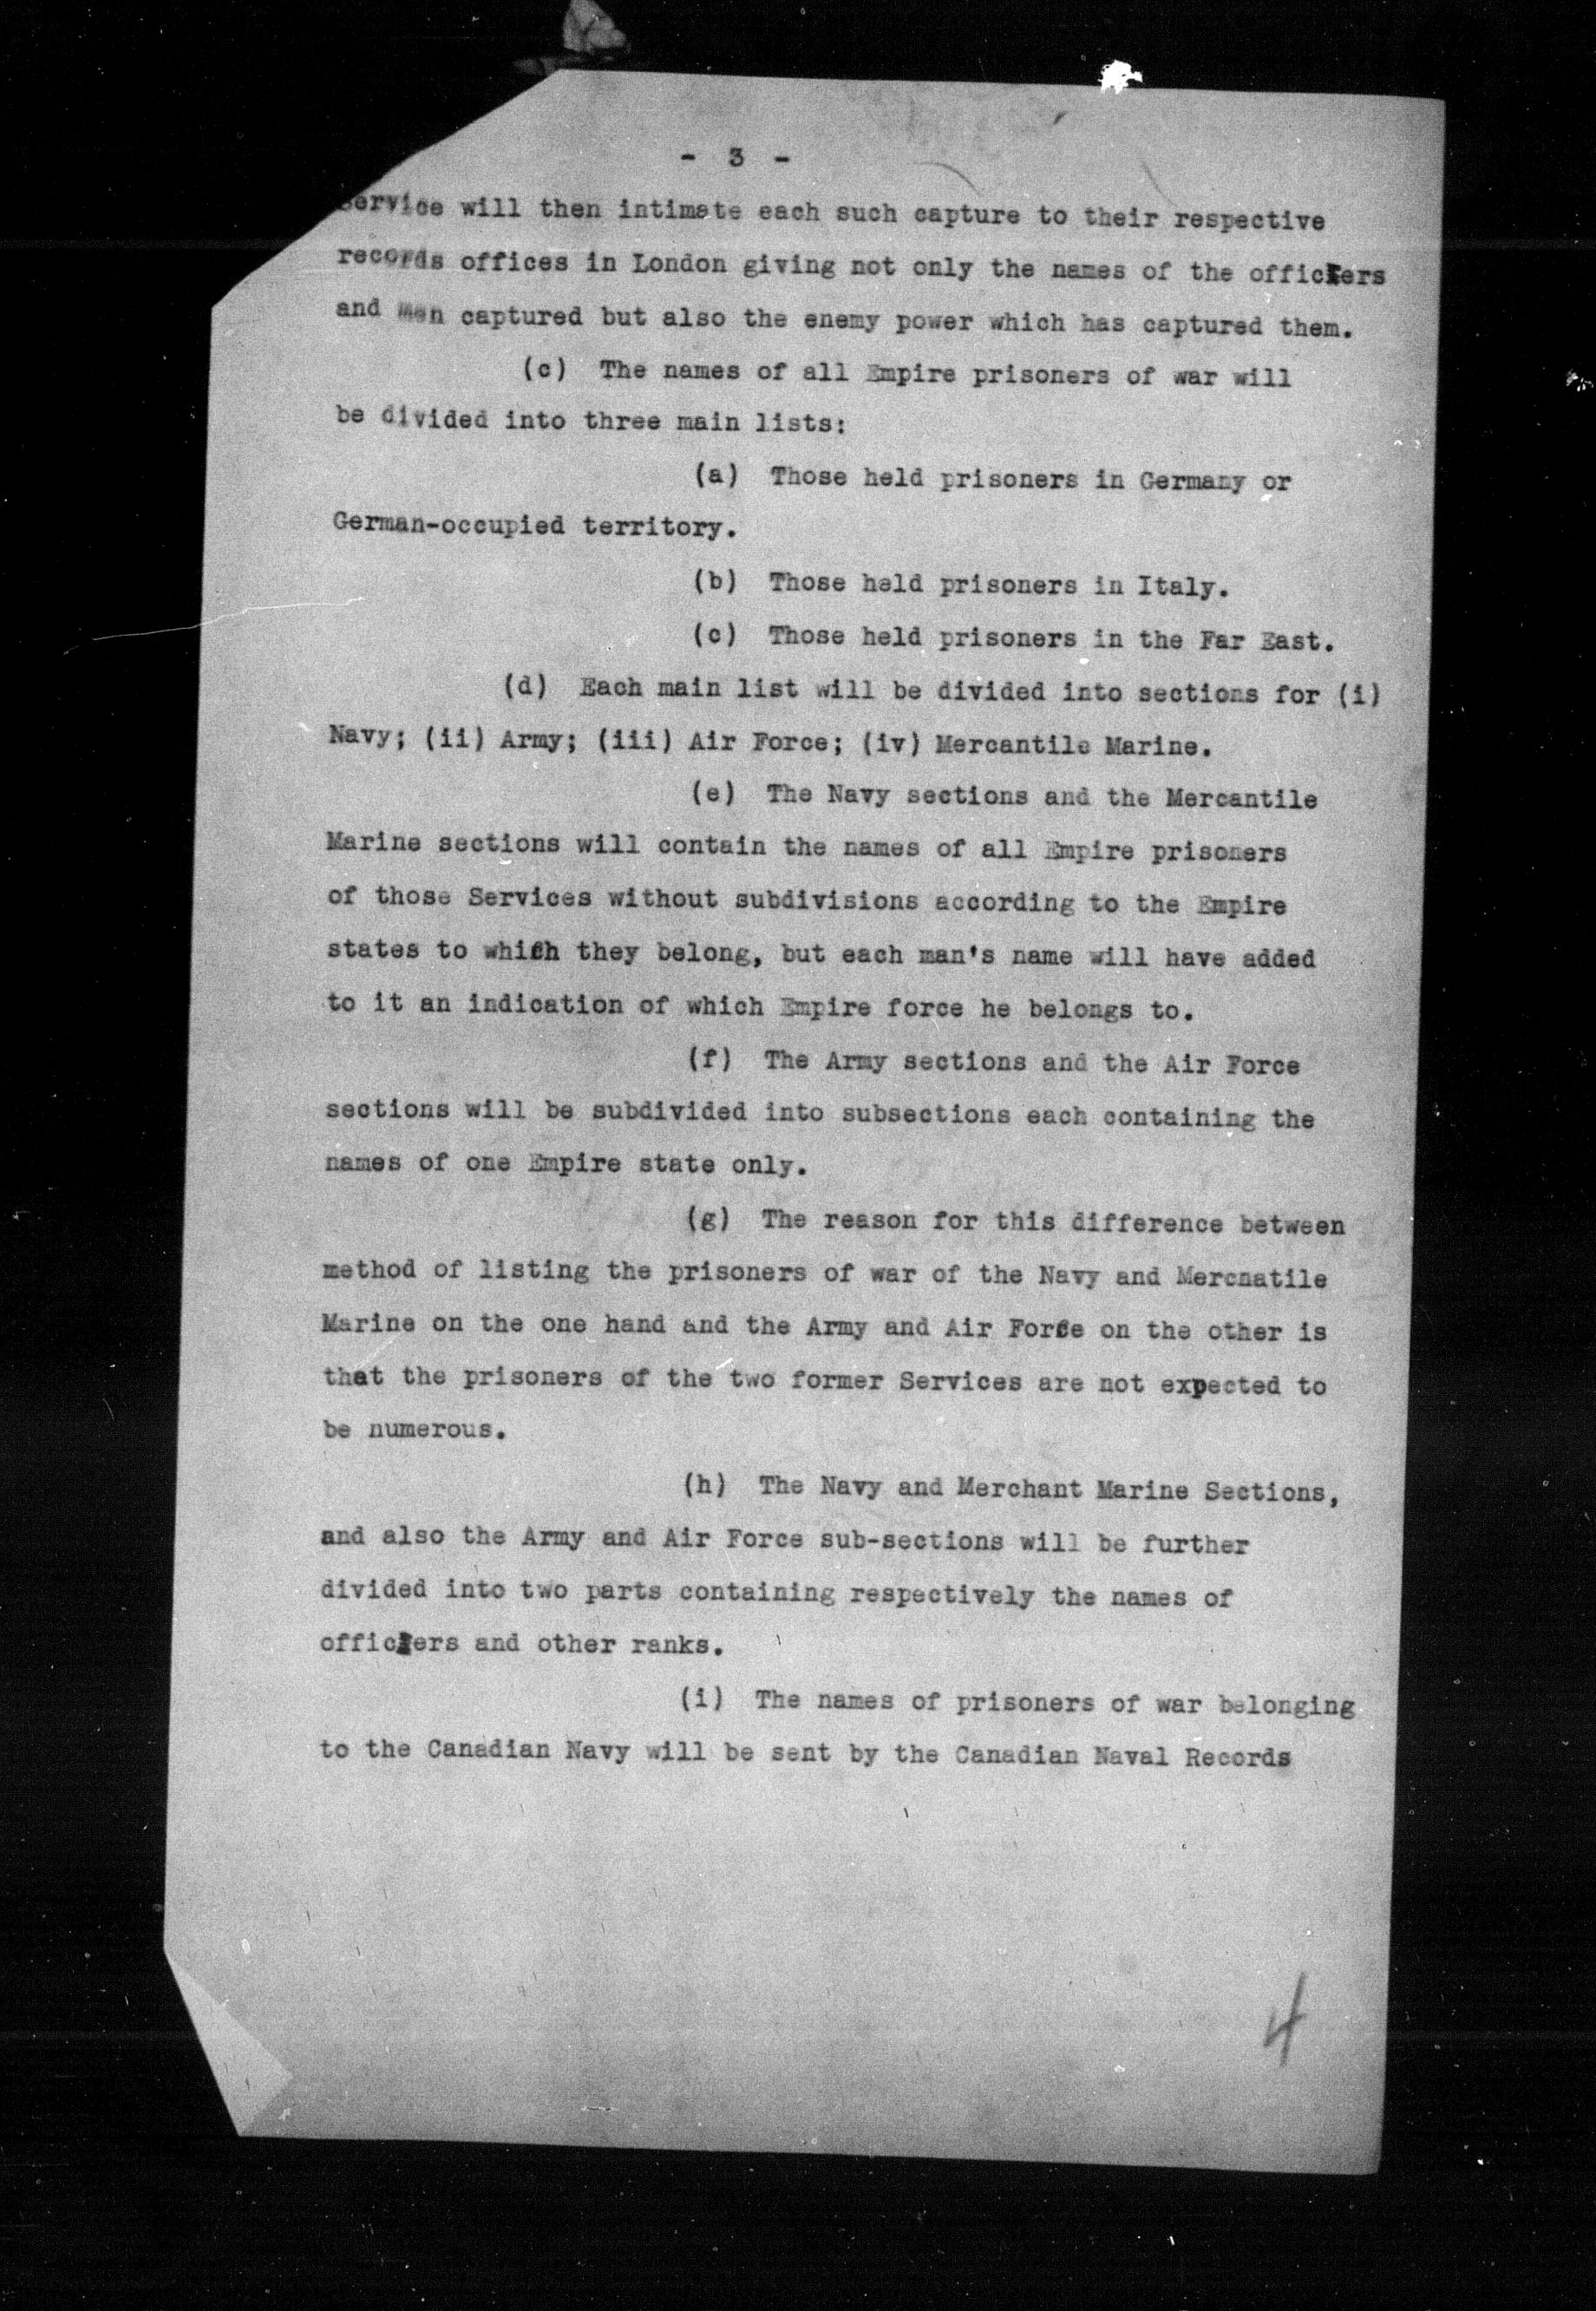 - 3 -
Service will then intimate each such capture to their respective
records offices in London giving not only the names of the officers
and men captured but also the enemy power which has captured them.
(c) The names of all Empire prisoners of war will
be divided into three main lists:
(a) Those held prisoners in Germany or
German-occupied territory.
(b) Those held prisoners in Italy.
(c) Those held prisoners in the Far East.
(d) Each main list will be divided into sections for (i)
Navy; (ii) Army; (iii) Air Force; (iv) Mercantile Marine.
(e) The Navy sections and the Mercantile
Marine sections will contain the names of all Empire prisoners
of those Services without subdivisions according to the Empire
states to which they belong, but each man's name will have added
to it an indication of which Empire force he belongs to.
(f) The Army sections and the Air Force
sections will be subdivided into subsections each containing the
names of one Empire state only.
(g) The reason for this difference between
method of listing the prisoners of war of the Navy and Mercnatile
Marine on the one hand and the Army and Air Force on the other is
that the prisoners of the two former Services are not expected to
be numerous.
(h) The Navy and Merchant Marine Sections,
and also the Army and Air Force sub-sections will be further
divided into two parts containing respectively the names of
officers and other ranks.
(i) The names of prisoners of war belonging
to the Canadian Navy will be sent by the Canadian Naval Records
4